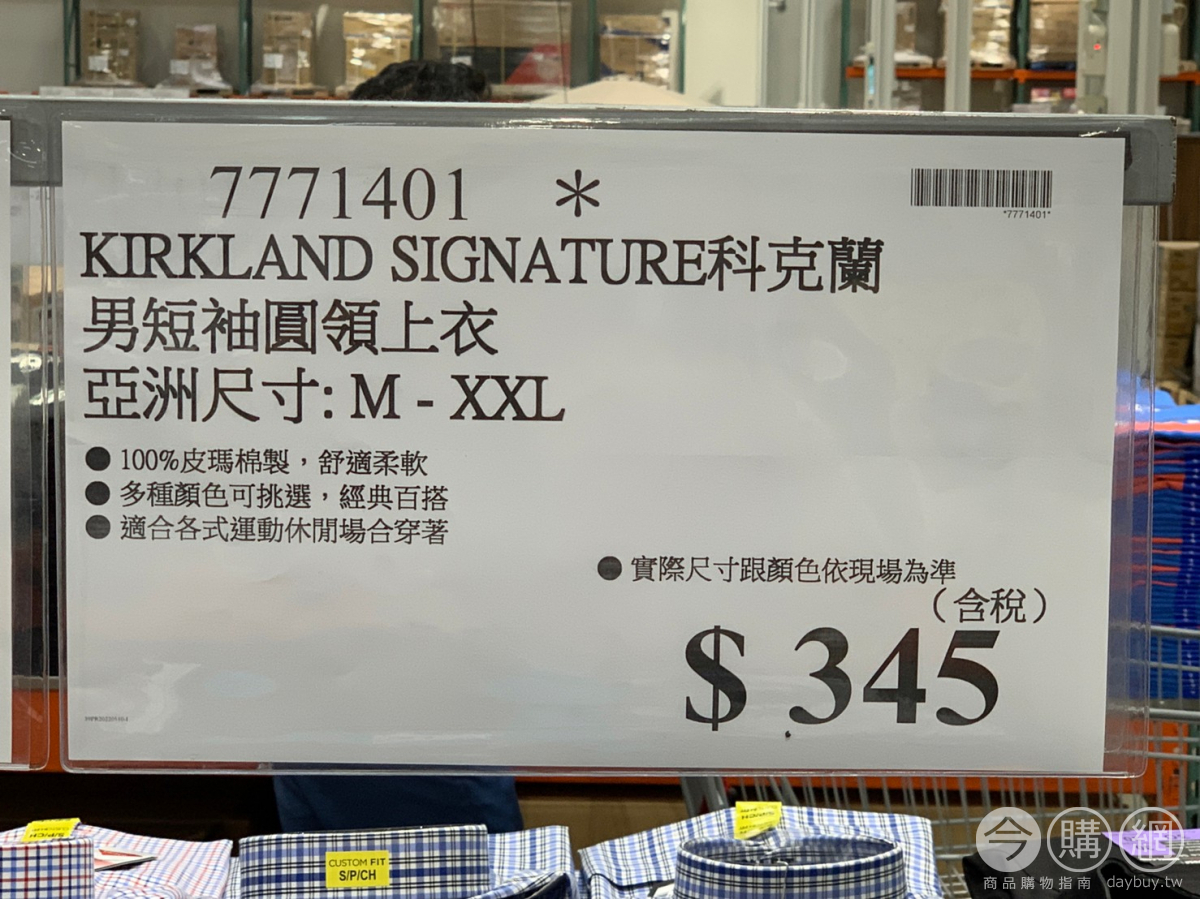 7771401 *
*7771401*
KIRKLAND SIGNATURE科克蘭
男短袖圓領上衣
亞洲尺寸: M - XXL
● 100%皮瑪棉製，舒適柔軟
● 多種顏色可挑選，經典百搭
● 適合各式運動休閒場合穿著
● 實際尺寸跟顏色依現場為準
（含稅）
$ 345
CUSTOM FIT
S/P/CH
S/P/CH
今購網
商品購物指南 daybuy.tw